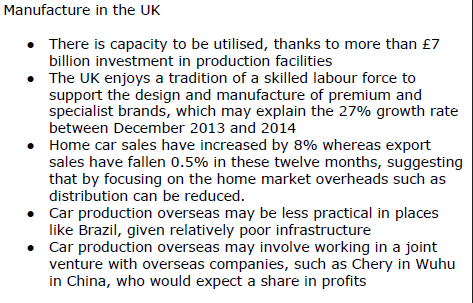 Manufacture in the UK
● There is capacity to be utilised, thanks to more than £7
billion investment in production facilities
● The UK enjoys a tradition of a skilled labour force to
support the design and manufacture of premium and
specialist brands, which may explain the 27% growth rate
between December 2013 and 2014
● Home car sales have increased by 8% whereas export
sales have fallen 0.5% in these twelve months, suggesting
that by focusing on the home market overheads such as
distribution can be reduced.
● Car production overseas may be less practical in places
like Brazil, given relatively poor infrastructure
● Car production overseas may involve working in a joint
venture with overseas companies, such as Chery in Wuhu
in China, who would expect a share in profits